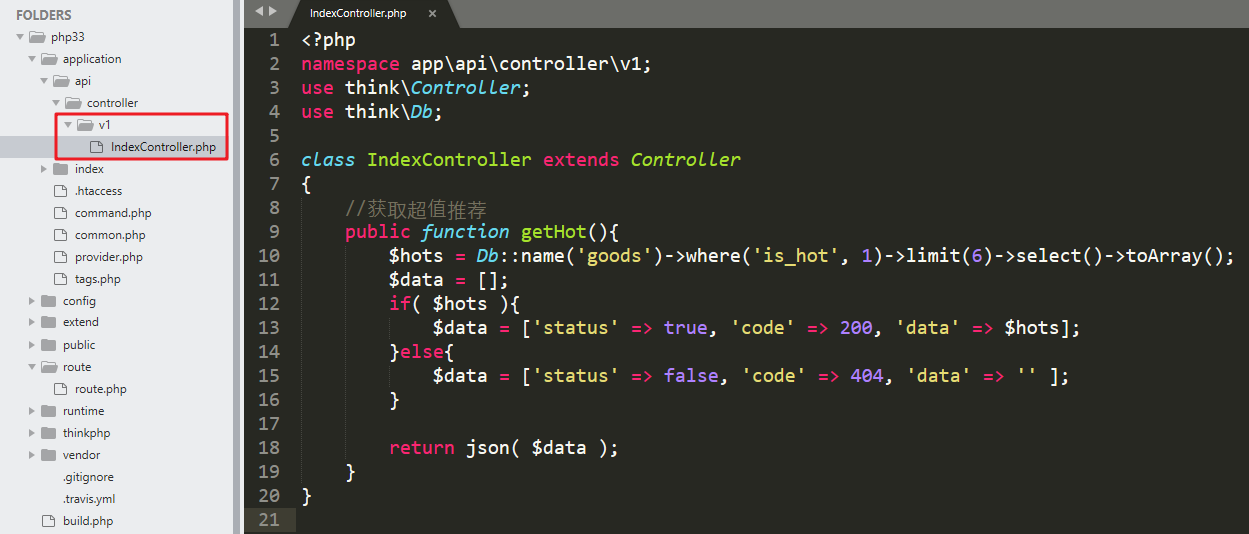 FOLDERS
php33
application
api
controller
v1
IndexController.php
index
.htaccess
command.php
common.php
provider.php
tags.php
config
extend
public
route
route.php
runtime
thinkphp
vendor
.gitignore
.travis.yml
build.php
IndexController.php ×
1 <?php
2 namespace app\api\controller\v1;
3 use think\Controller;
4 use think\Db;
5
6 class IndexController extends Controller
7 {
8     //获取超值推荐
9     public function getHot(){
10         $hots = Db::name('goods')->where('is_hot', 1)->limit(6)->select()->toArray();
11         $data = [];
12         if( $hots ){
13             $data = ['status' => true, 'code' => 200, 'data' => $hots];
14         }else{
15             $data = ['status' => false, 'code' => 404, 'data' => '' ];
16         }
17
18         return json( $data );
19     }
20 }
21